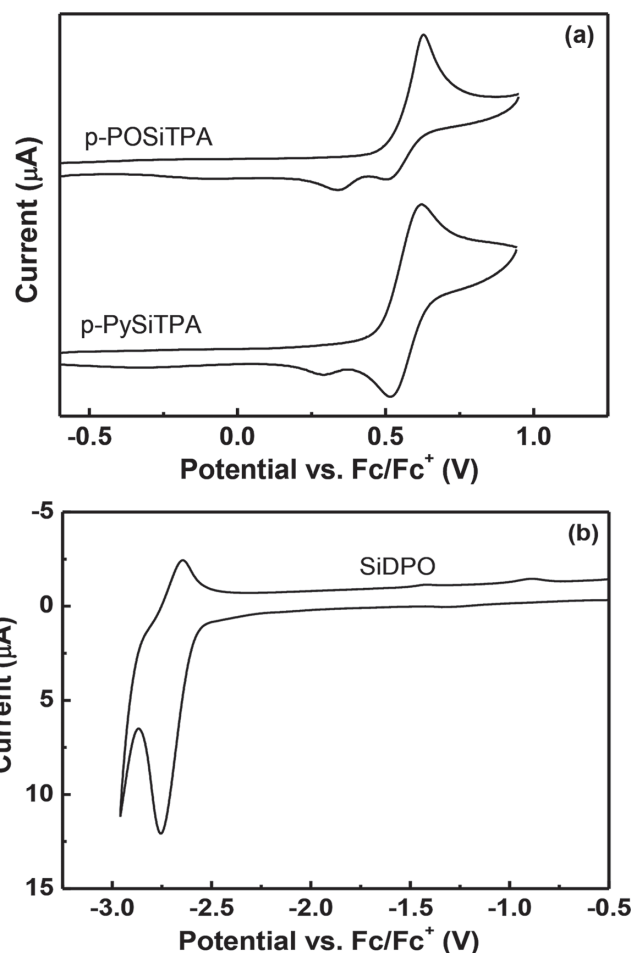 (a)
p-POSiTPA
Current (μA)
p-PySiTPA
-0.5 0.0 0.5 1.0
Potential vs. Fc/Fc⁺ (V)
-5
(b)
SiDPO
0
Current (μA)
5
10
15
-3.0 -2.5 -2.0 -1.5 -1.0 -0.5
Potential vs. Fc/Fc⁺ (V)